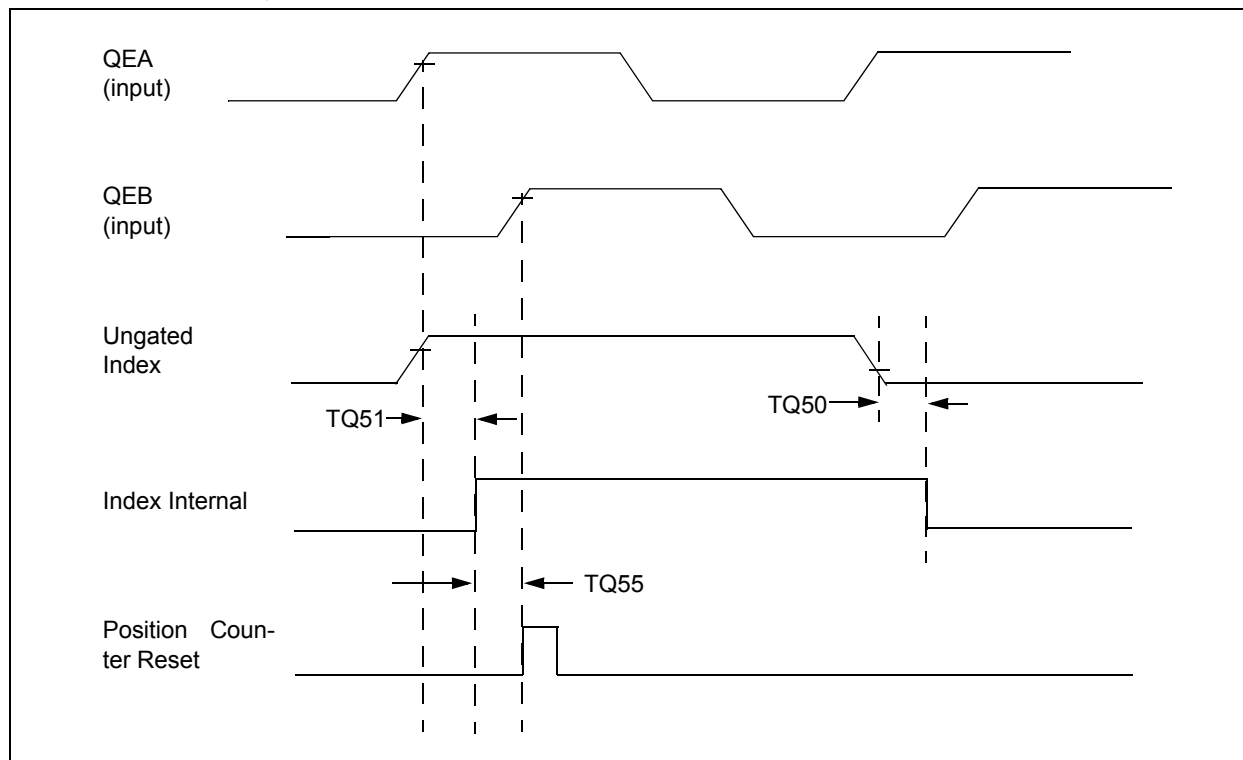 QEA
(input)
QEB
(input)
Ungated
Index
TQ51
TQ50
Index Internal
TQ55
Position Coun-
ter Reset